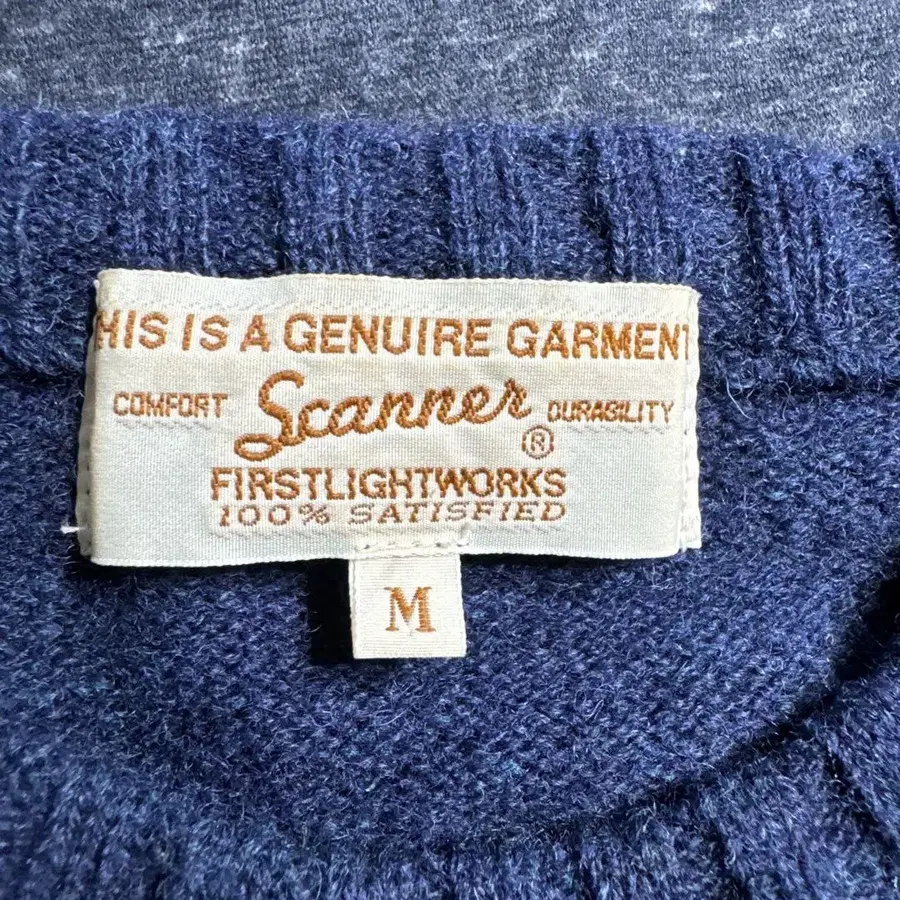 HIS IS A GENUIRE GARMENT
COMFORT Scanner DURAGILITY
®
FIRSTLIGHTWORKS
100% SATISFIED
M